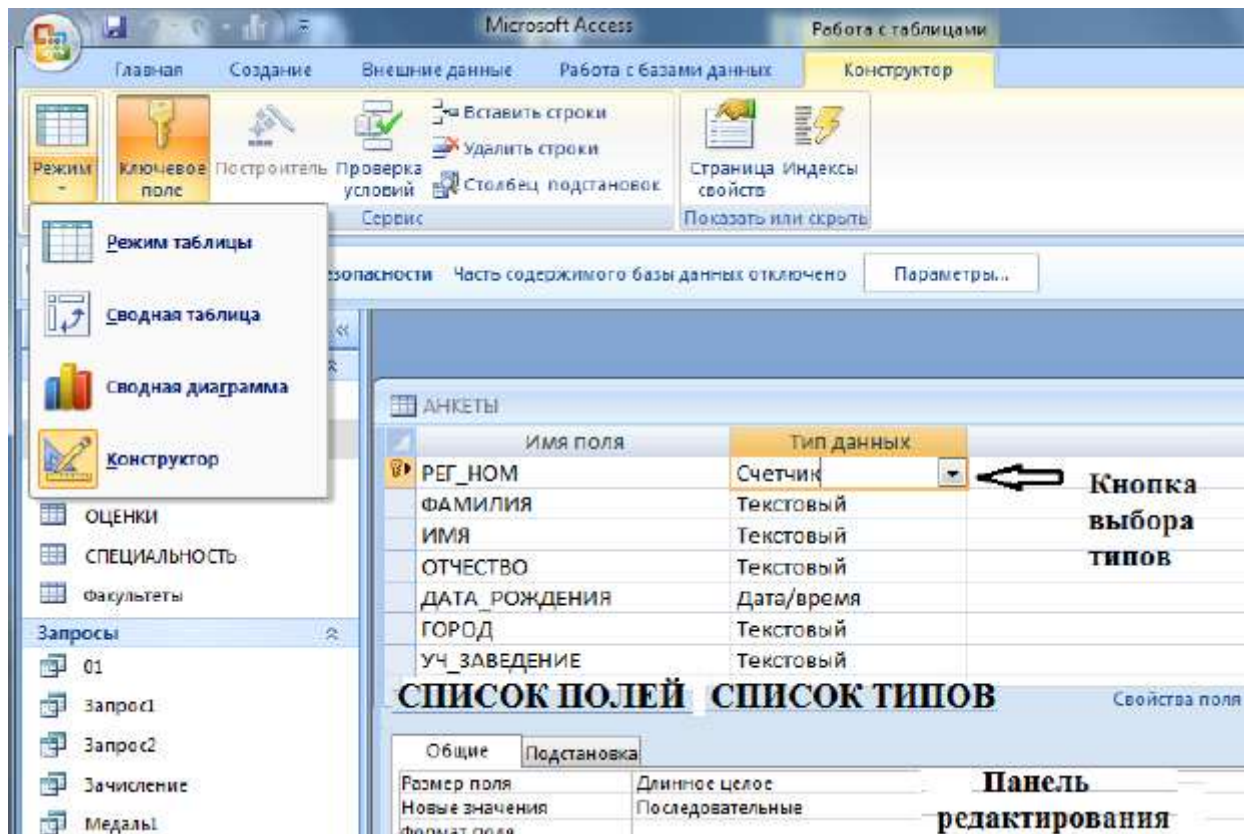 Microsoft Access
Работа с таблицами
Главная Создание Внешние данные Работа с базами данных Конструктор
Режим
Ключевое поле
Построитель
Проверка условий
Вставить строки
Удалить строки
Столбец подстановок
Страница свойств
Индексы
Сервис
Показать или скрыть
Режим таблицы
Сводная таблица
Сводная диаграмма
Конструктор
зопасности Часть содержимого базы данных отключено Параметры...
ОЦЕНКИ
СПЕЦИАЛЬНОСТЬ
Факультеты
Запросы
01
Запрос1
Запрос2
Зачисление
Медаль1
АНКЕТЫ
Имя поля Тип данных
РЕГ_НОМ Счетчик
ФАМИЛИЯ Текстовый
ИМЯ Текстовый
ОТЧЕСТВО Текстовый
ДАТА_РОЖДЕНИЯ Дата/время
ГОРОД Текстовый
УЧ_ЗАВЕДЕНИЕ Текстовый
Кнопка
выбора
типов
СПИСОК ПОЛЕЙ СПИСОК ТИПОВ
Свойства поля
Общие Подстановка
Размер поля Длинное целое
Новые значения Последовательные
Формат поля
Панель
редактирования